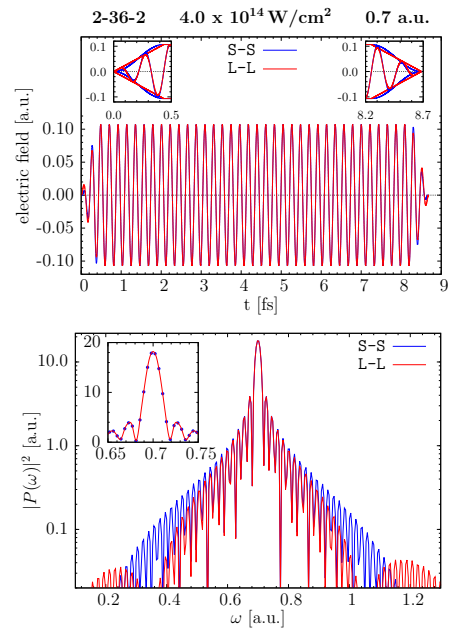 2-36-2 4.0 x 10¹⁴ W/cm² 0.7 a.u.
0.1
0.0
-0.1
0.0 0.5
S-S
L-L
0.1
0.0
-0.1
8.2 8.7
electric field [a.u.]
0.10
0.05
0.00
-0.05
-0.10
0 1 2 3 4 5 6 7 8 9
t [fs]
|P(ω)|² [a.u.]
10.0
1.0
0.1
20
10
0
0.65 0.7 0.75
S-S
L-L
0.2 0.4 0.6 0.8 1 1.2
ω [a.u.]